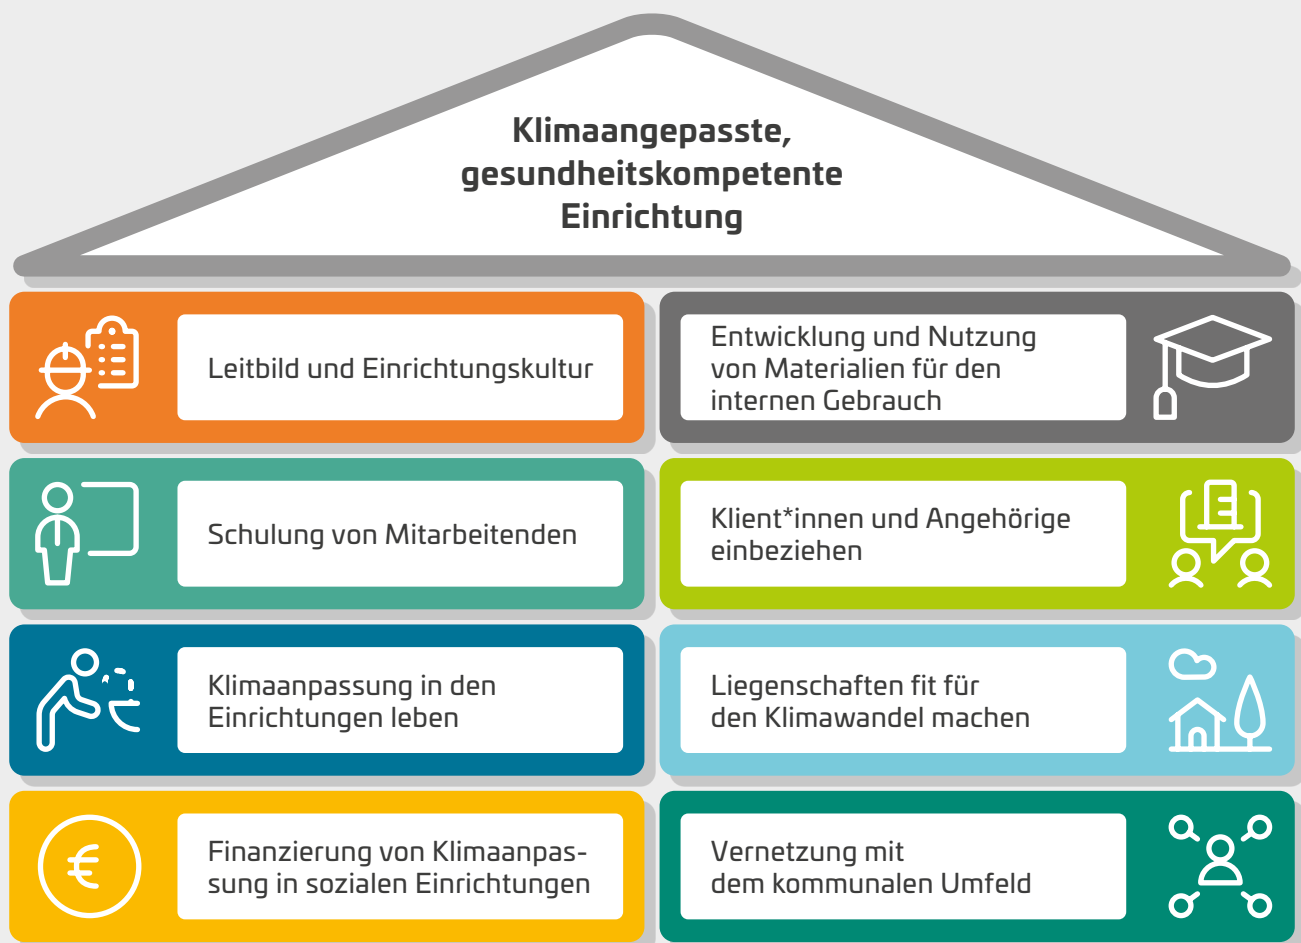 Klimaangepasste,
gesundheitskompetente
Einrichtung
Leitbild und Einrichtungskultur
Entwicklung und Nutzung
von Materialien für den
internen Gebrauch
Schulung von Mitarbeitenden
Klient*innen und Angehörige
einbeziehen
Klimaanpassung in den
Einrichtungen leben
Liegenschaften fit für
den Klimawandel machen
€
Finanzierung von Klimaanpas-
sung in sozialen Einrichtungen
Vernetzung mit
dem kommunalen Umfeld